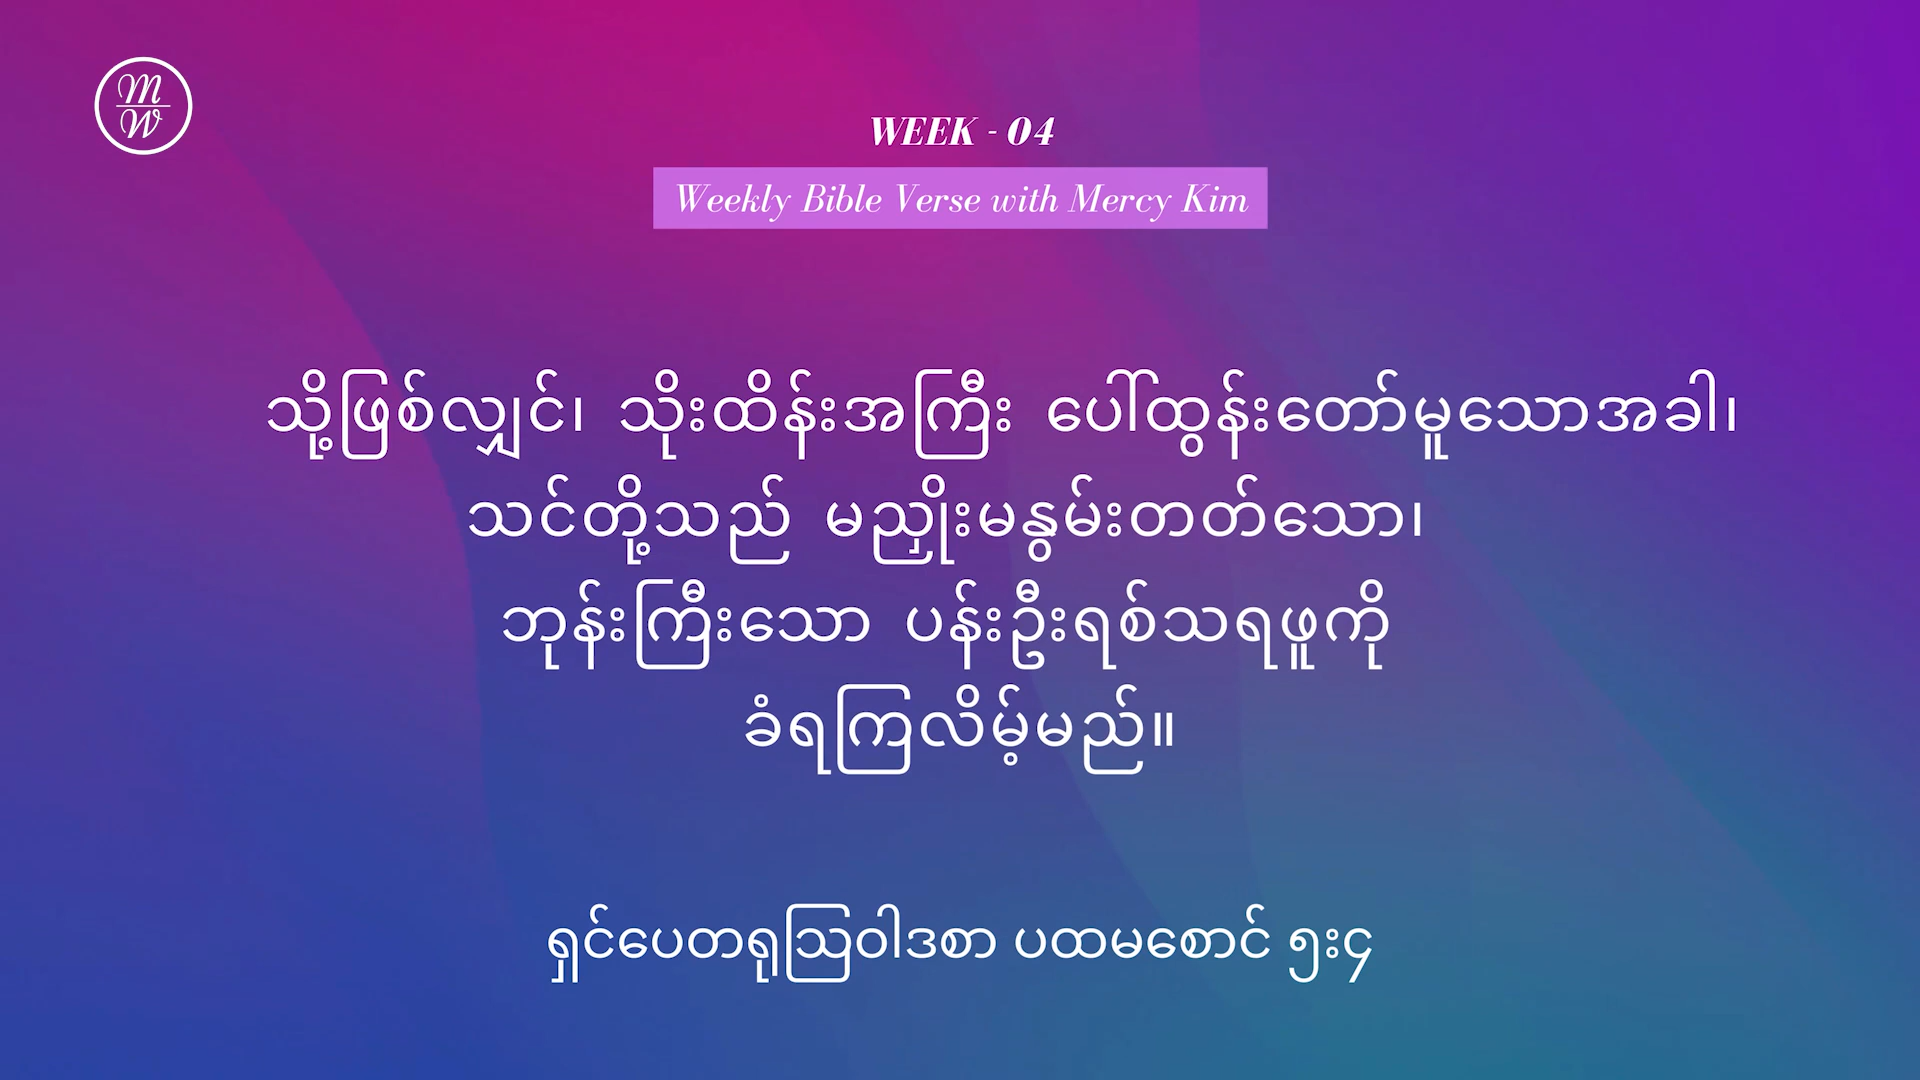 M
W
WEEK - 04
Weekly Bible Verse with Mercy Kim
သို့ဖြစ်လျှင်၊ သိုးထိန်းအကြီး ပေါ်ထွန်းတော်မူသောအခါ၊
သင်တို့သည် မညှိုးမနွမ်းတတ်သော၊
ဘုန်းကြီးသော ပန်းဦးရစ်သရဖူကို
ခံရကြလိမ့်မည်။
ရှင်ပေတရုဩဝါဒစာ ပထမစောင် ၅း၄